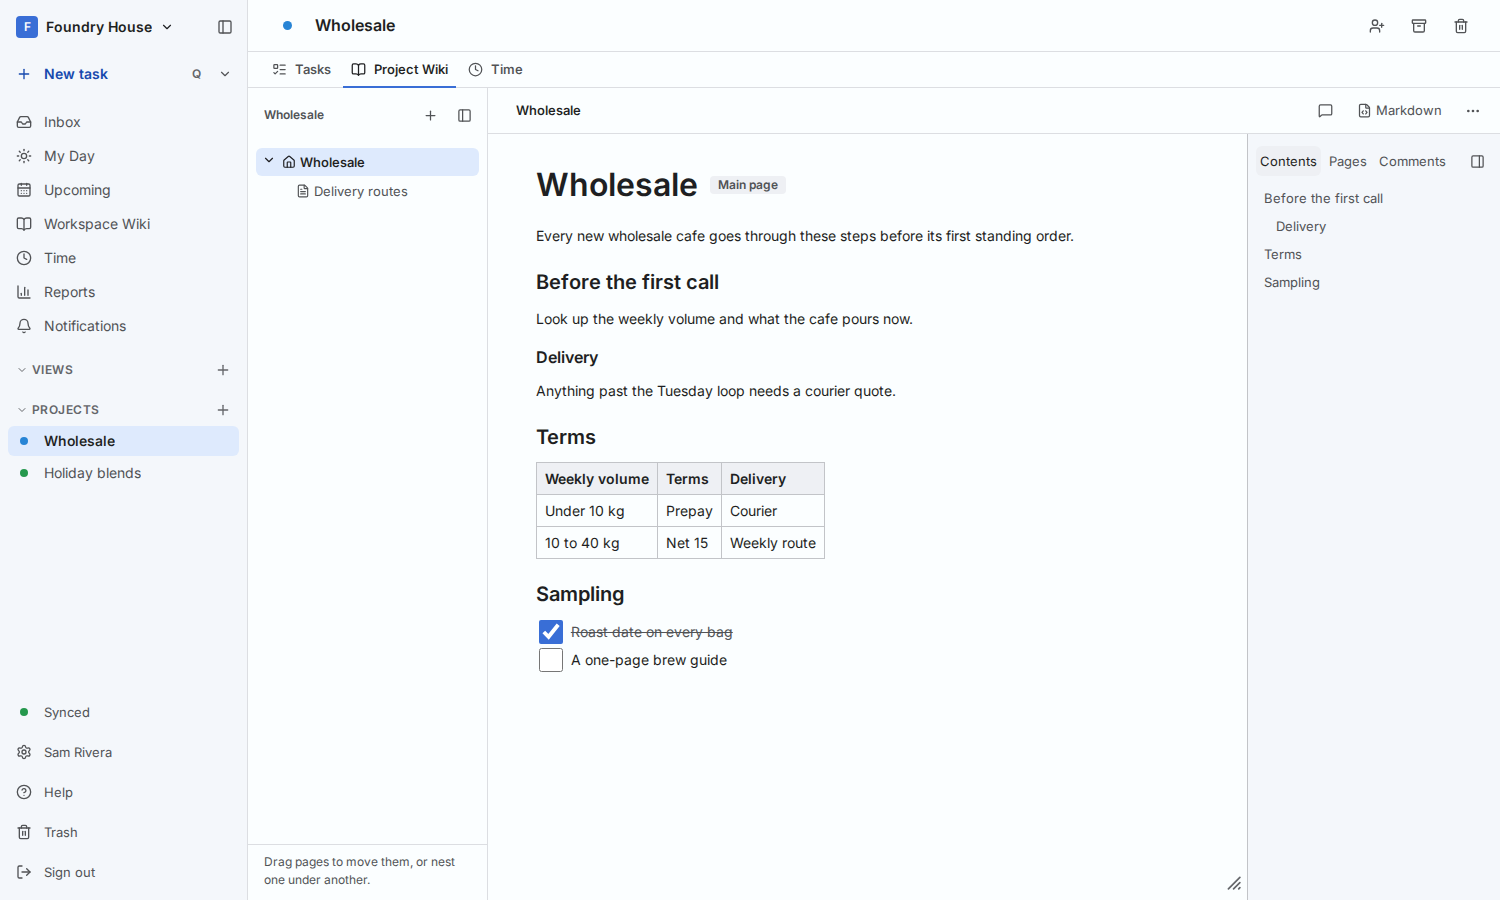 F Foundry House
New task Q
Inbox
My Day
Upcoming
Workspace Wiki
Time
Reports
Notifications
VIEWS
PROJECTS
Wholesale
Holiday blends
Synced
Sam Rivera
Help
Trash
Sign out
Wholesale
Tasks Project Wiki Time
Wholesale
Wholesale
Delivery routes
Drag pages to move them, or nest
one under another.
Wholesale Markdown
Wholesale Main page
Every new wholesale cafe goes through these steps before its first standing order.
Before the first call
Look up the weekly volume and what the cafe pours now.
Delivery
Anything past the Tuesday loop needs a courier quote.
Terms
Weekly volume Terms Delivery
Under 10 kg Prepay Courier
10 to 40 kg Net 15 Weekly route
Sampling
Roast date on every bag
A one-page brew guide
Contents Pages Comments
Before the first call
Delivery
Terms
Sampling